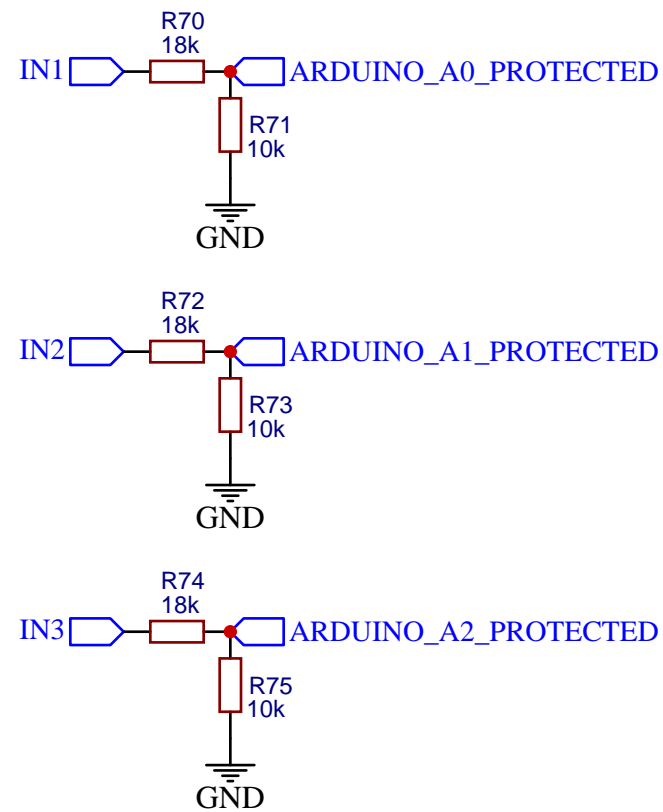 R70
18k
IN1
ARDUINO_A0_PROTECTED
R71
10k
GND
R72
18k
IN2
ARDUINO_A1_PROTECTED
R73
10k
GND
R74
18k
IN3
ARDUINO_A2_PROTECTED
R75
10k
GND